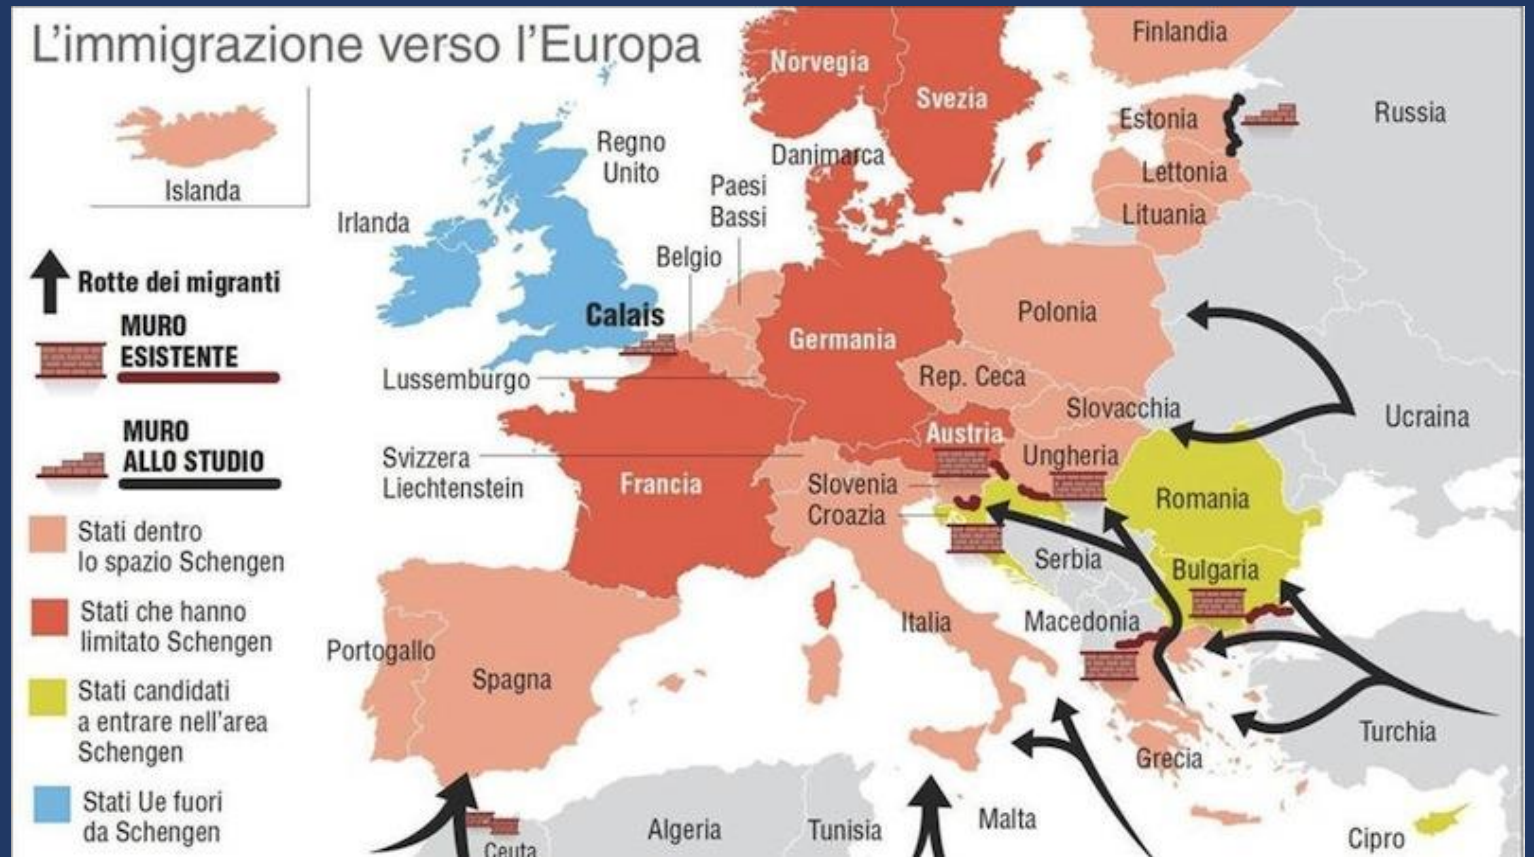 L'immigrazione verso l'Europa
Islanda
Rotte dei migranti
MURO
ESISTENTE
MURO
ALLO STUDIO
Stati dentro
lo spazio Schengen
Stati che hanno
limitato Schengen
Stati candidati
a entrare nell'area
Schengen
Stati Ue fuori
da Schengen
Norvegia
Svezia
Finlandia
Russia
Estonia
Lettonia
Lituania
Danimarca
Regno
Unito
Irlanda
Paesi
Bassi
Belgio
Calais
Lussemburgo
Germania
Polonia
Rep. Ceca
Slovacchia
Ucraina
Austria
Ungheria
Svizzera
Liechtenstein
Francia
Slovenia
Croazia
Romania
Serbia
Bulgaria
Italia
Macedonia
Portogallo
Spagna
Grecia
Turchia
Malta
Cipro
Algeria
Tunisia
Ceuta